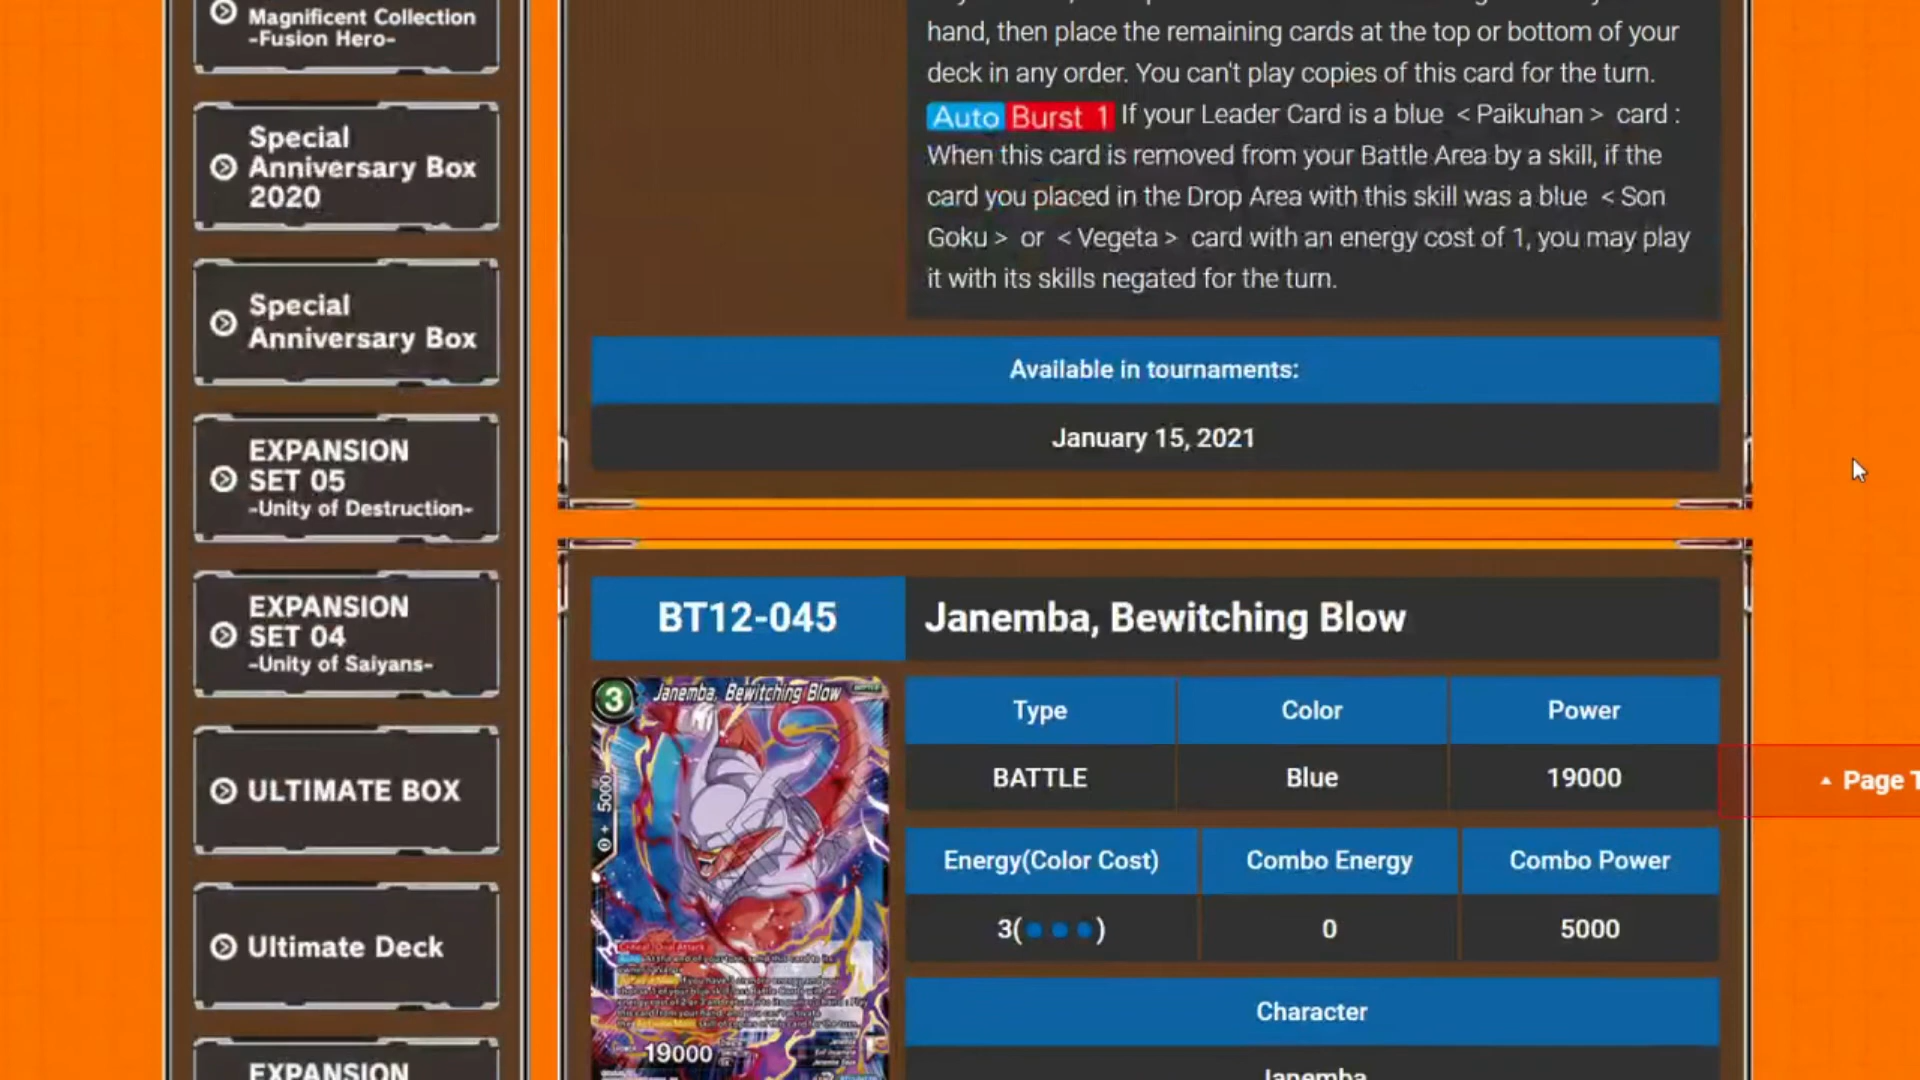 Magnificent Collection
-Fusion Hero-
Special
Anniversary Box
2020
Special
Anniversary Box
EXPANSION
SET 05
-Unity of Destruction-
EXPANSION
SET 04
-Unity of Saiyans-
ULTIMATE BOX
Ultimate Deck
EXPANSION
hand, then place the remaining cards at the top or bottom of your
deck in any order. You can't play copies of this card for the turn.
Auto Burst 1 If your Leader Card is a blue < Paikuhan > card :
When this card is removed from your Battle Area by a skill, if the
card you placed in the Drop Area with this skill was a blue < Son
Goku > or < Vegeta > card with an energy cost of 1, you may play
it with its skills negated for the turn.
Available in tournaments:
January 15, 2021
BT12-045 Janemba, Bewitching Blow
3 Janemba, Bewitching Blow
+ 5000
19000
Type Color Power
BATTLE Blue 19000
Energy(Color Cost) Combo Energy Combo Power
3(●●●) 0 5000
Character
Janemba
Page